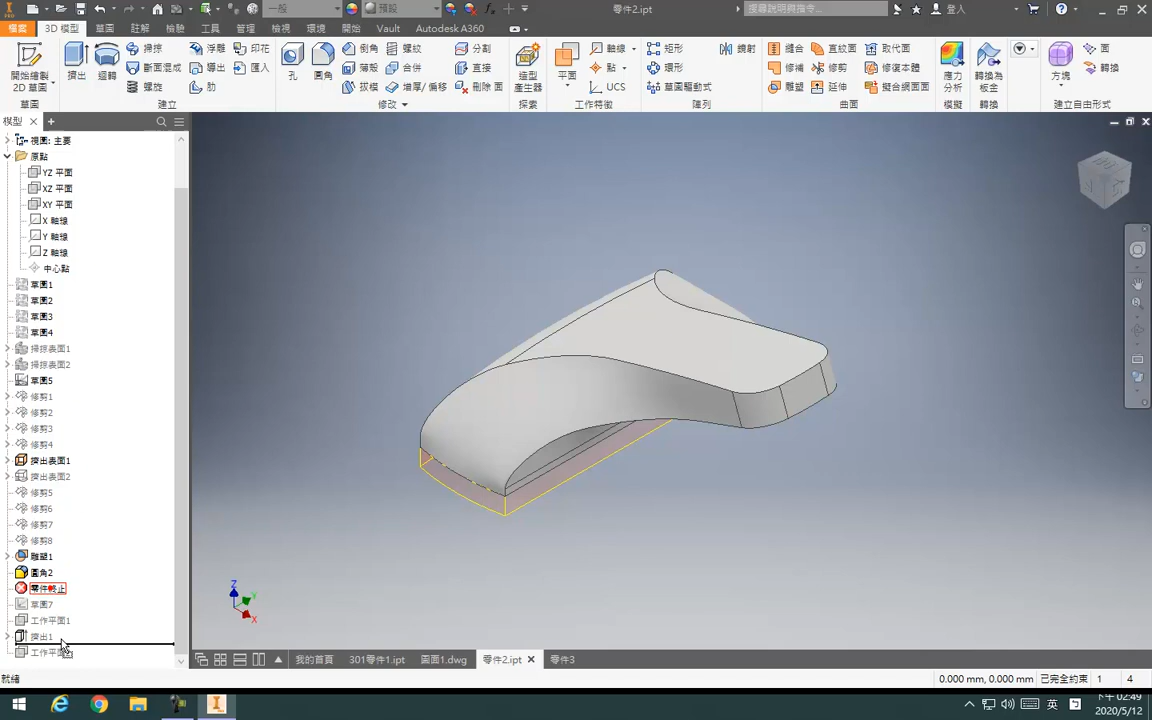 一般
預設
零件2.ipt
搜尋說明與指令...
登入
檔案
3D 模型
草圖
註解
檢驗
工具
管理
檢視
環境
開始
Vault
Autodesk A360
開始繪製
2D 草圖
擠出
迴轉
掃掠
浮雕
印花
斷面混成
導出
匯入
螺旋
肋
孔
圓角
倒角
螺紋
分割
薄殼
合併
直接
拔模
增厚/ 偏移
刪除 面
造型
產生器
平面
軸線
點
UCS
矩形
鏡射
環形
草圖驅動式
縫合
直紋面
取代面
修補
修剪
修復本體
雕塑
延伸
擬合網面面
應力
分析
轉換為
板金
方塊
面
轉換
草圖
建立
修改
探索
工作特徵
陣列
曲面
模擬
轉換
建立自由形式
模型
視圖: 主要
原點
YZ 平面
XZ 平面
XY 平面
X 軸線
Y 軸線
Z 軸線
中心點
草圖1
草圖2
草圖3
草圖4
掃掠表面1
掃掠表面2
草圖5
修剪1
修剪2
修剪3
修剪4
擠出表面1
擠出表面2
修剪5
修剪6
修剪7
修剪8
雕塑1
圓角2
零件終止
草圖7
工作平面1
擠出1
工作平面
Z
Y
X
我的首頁
301零件1.ipt
圖面1.dwg
零件2.ipt
零件3
就緒
0.000 mm, 0.000 mm
已完全約束
1
4
英
下午 02:49
2020/5/12